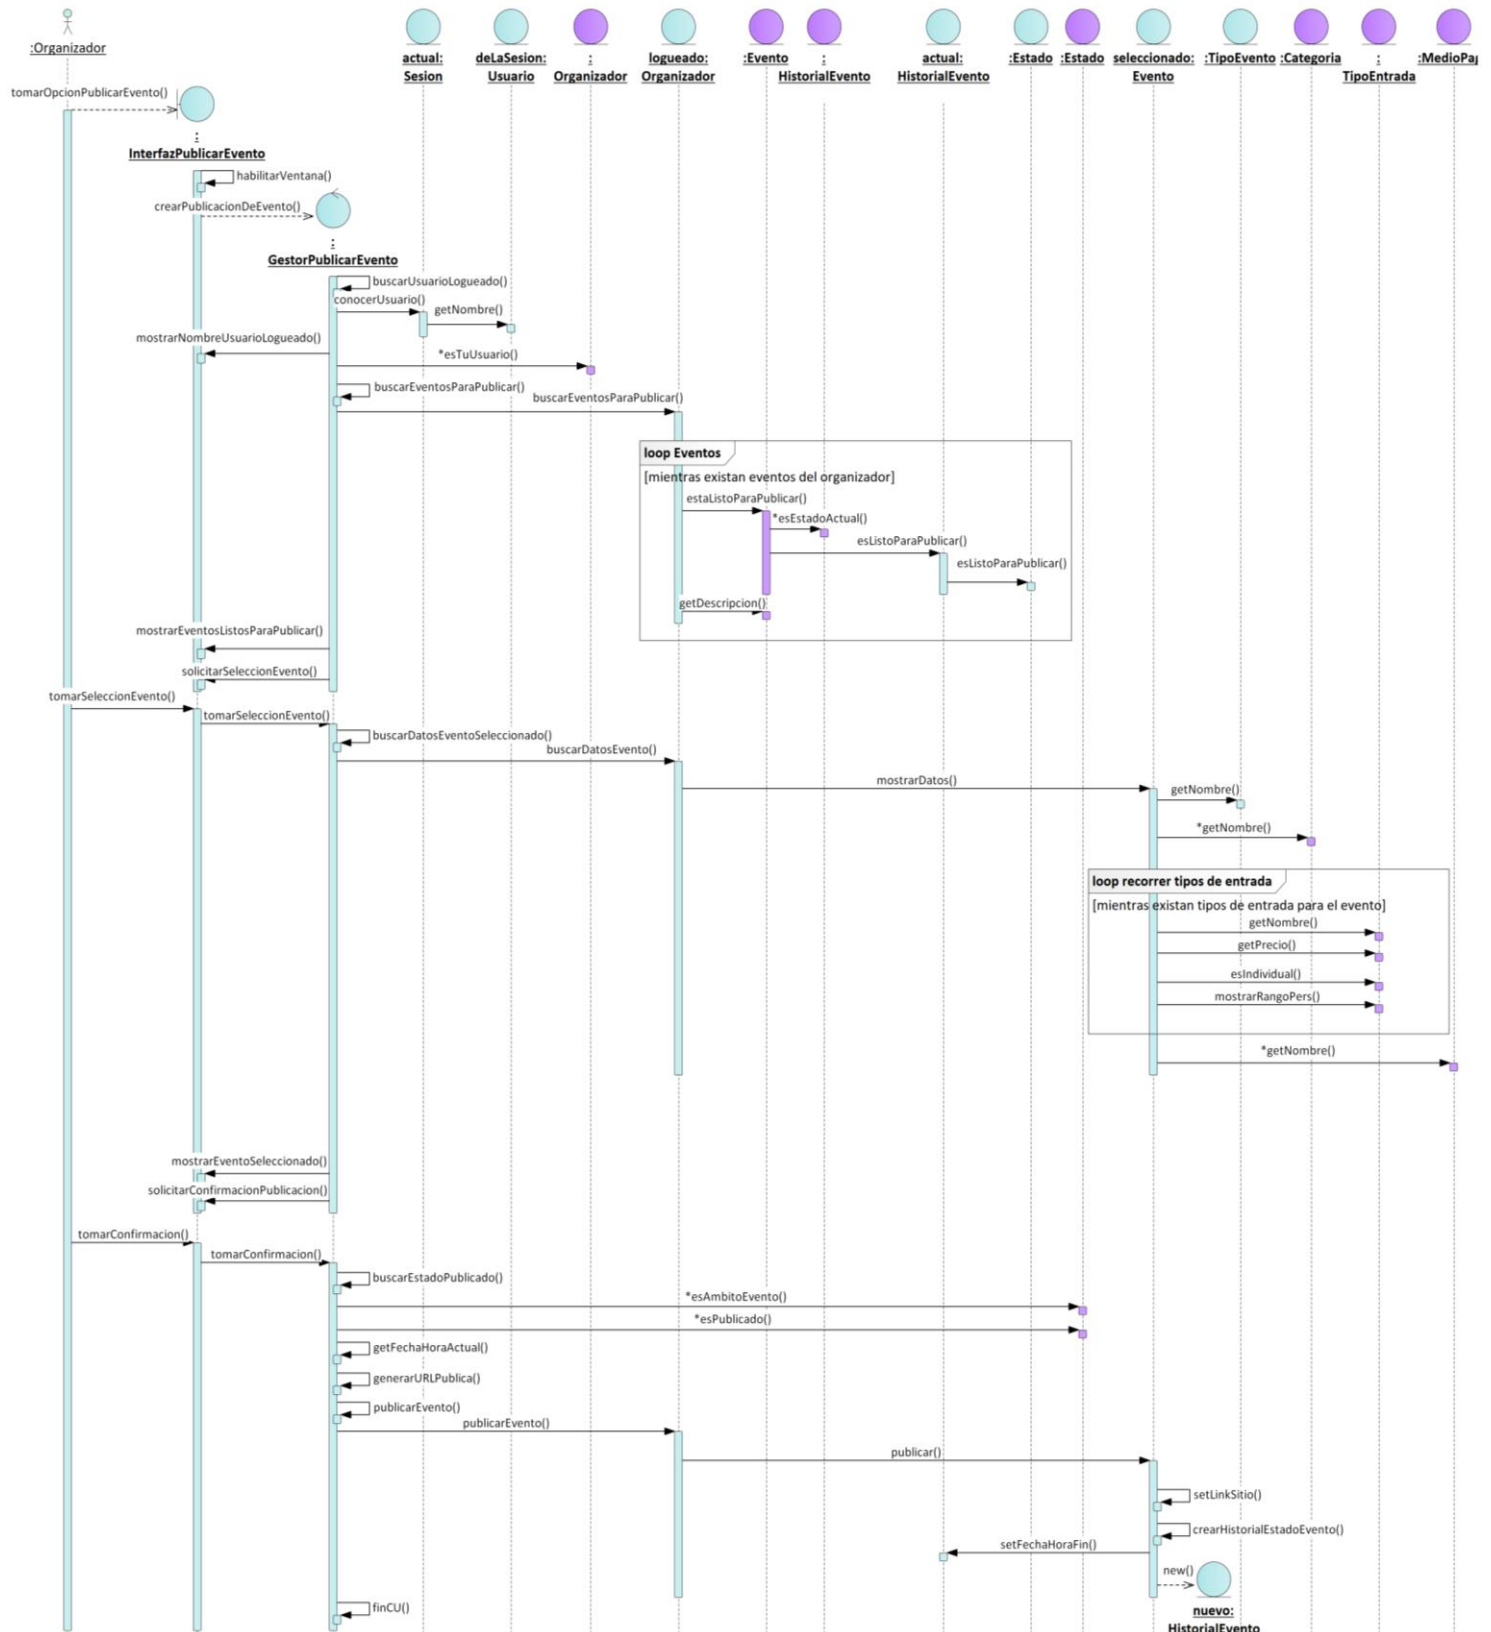 :Organizador
actual:
Sesion
deLaSesion:
Usuario
:
Organizador
logueado:
Organizador
:Evento
:
HistorialEvento
actual:
HistorialEvento
:Estado
:Estado
seleccionado:
Evento
:TipoEvento
:Categoria
:
TipoEntrada
:MedioPa
tomarOpcionPublicarEvento()
:
InterfazPublicarEvento
habilitarVentana()
crearPublicacionDeEvento()
:
GestorPublicarEvento
buscarUsuarioLogueado()
conocerUsuario()
getNombre()
mostrarNombreUsuarioLogueado()
*esTuUsuario()
buscarEventosParaPublicar()
buscarEventosParaPublicar()
loop Eventos
[mientras existan eventos del organizador]
estaListoParaPublicar()
*esEstadoActual()
esListoParaPublicar()
esListoParaPublicar()
getDescripcion()
mostrarEventosListosParaPublicar()
solicitarSeleccionEvento()
tomarSeleccionEvento()
tomarSeleccionEvento()
buscarDatosEventoSeleccionado()
buscarDatosEvento()
mostrarDatos()
getNombre()
*getNombre()
loop recorrer tipos de entrada
[mientras existan tipos de entrada para el evento]
getNombre()
getPrecio()
esIndividual()
mostrarRangoPers()
*getNombre()
mostrarEventoSeleccionado()
solicitarConfirmacionPublicacion()
tomarConfirmacion()
tomarConfirmacion()
buscarEstadoPublicado()
*esAmbitoEvento()
*esPublicado()
getFechaHoraActual()
generarURLPublica()
publicarEvento()
publicarEvento()
publicar()
setLinkSitio()
crearHistorialEstadoEvento()
setFechaHoraFin()
new()
finCU()
nuevo:
HistorialEvento